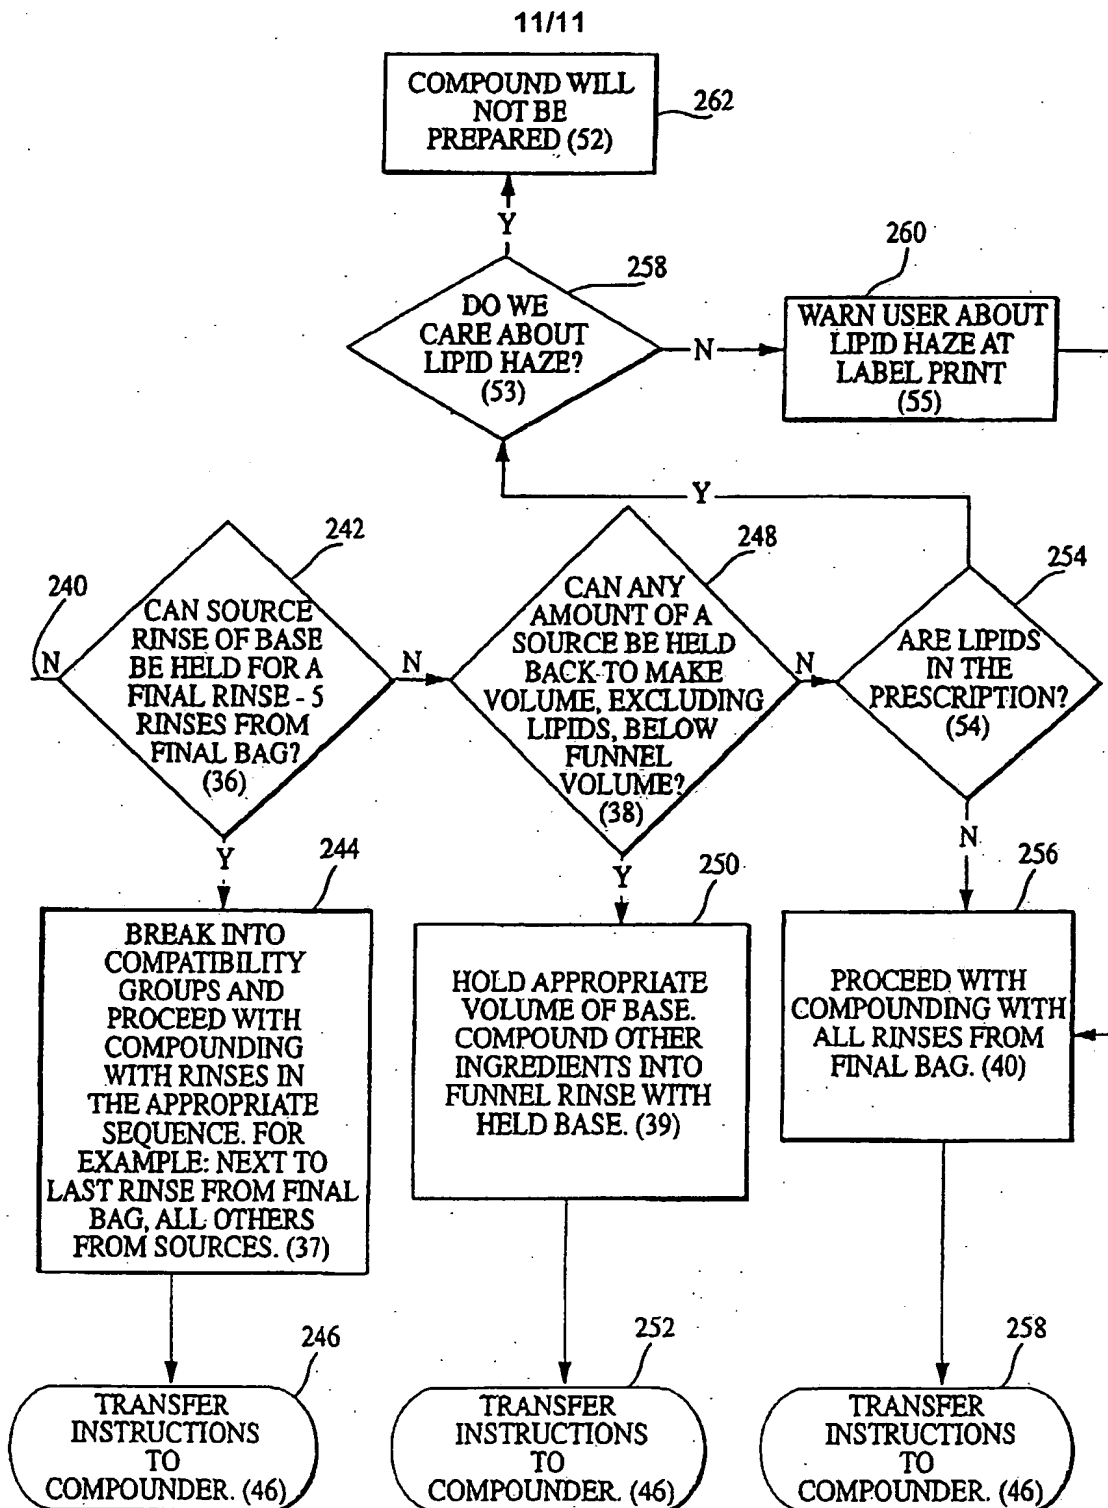 11/11
COMPOUND WILL
NOT BE
PREPARED (52)
262
Y
258
DO WE
CARE ABOUT
LIPID HAZE?
(53)
N
260
WARN USER ABOUT
LIPID HAZE AT
LABEL PRINT
(55)
Y
240
N
242
CAN SOURCE
RINSE OF BASE
BE HELD FOR A
FINAL RINSE - 5
RINSES FROM
FINAL BAG?
(36)
N
248
CAN ANY
AMOUNT OF A
SOURCE BE HELD
BACK TO MAKE
VOLUME, EXCLUDING
LIPIDS, BELOW
FUNNEL
VOLUME?
(38)
N
254
ARE LIPIDS
IN THE
PRESCRIPTION?
(54)
Y
244
BREAK INTO
COMPATIBILITY
GROUPS AND
PROCEED WITH
COMPOUNDING
WITH RINSES IN
THE APPROPRIATE
SEQUENCE. FOR
EXAMPLE: NEXT TO
LAST RINSE FROM FINAL
BAG, ALL OTHERS
FROM SOURCES. (37)
Y
250
HOLD APPROPRIATE
VOLUME OF BASE.
COMPOUND OTHER
INGREDIENTS INTO
FUNNEL RINSE WITH
HELD BASE. (39)
N
256
PROCEED WITH
COMPOUNDING WITH
ALL RINSES FROM
FINAL BAG. (40)
246
TRANSFER
INSTRUCTIONS
TO
COMPOUNDER. (46)
252
TRANSFER
INSTRUCTIONS
TO
COMPOUNDER. (46)
258
TRANSFER
INSTRUCTIONS
TO
COMPOUNDER. (46)